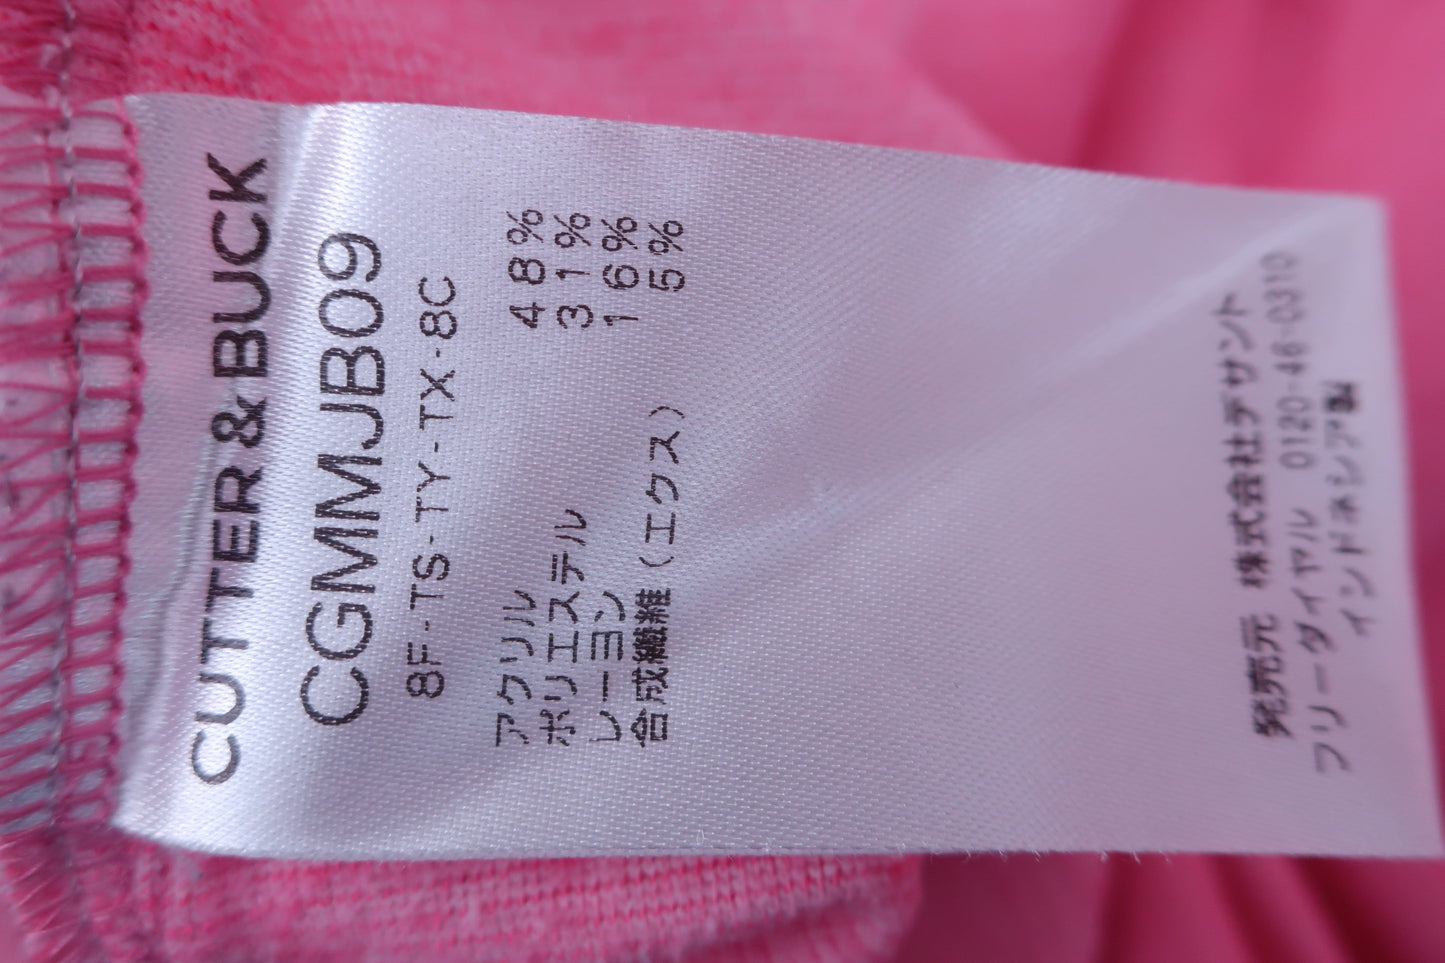 CUTTER & BUCK
CGMMJB09
8F-TS-TY-TX-8C
アクリル 48%
ポリエステル 31%
レーヨン 16%
合成繊維(エクス) 5%
発売元 株式会社デサント
フリーダイヤル 0120-46-0310
インドネシア製